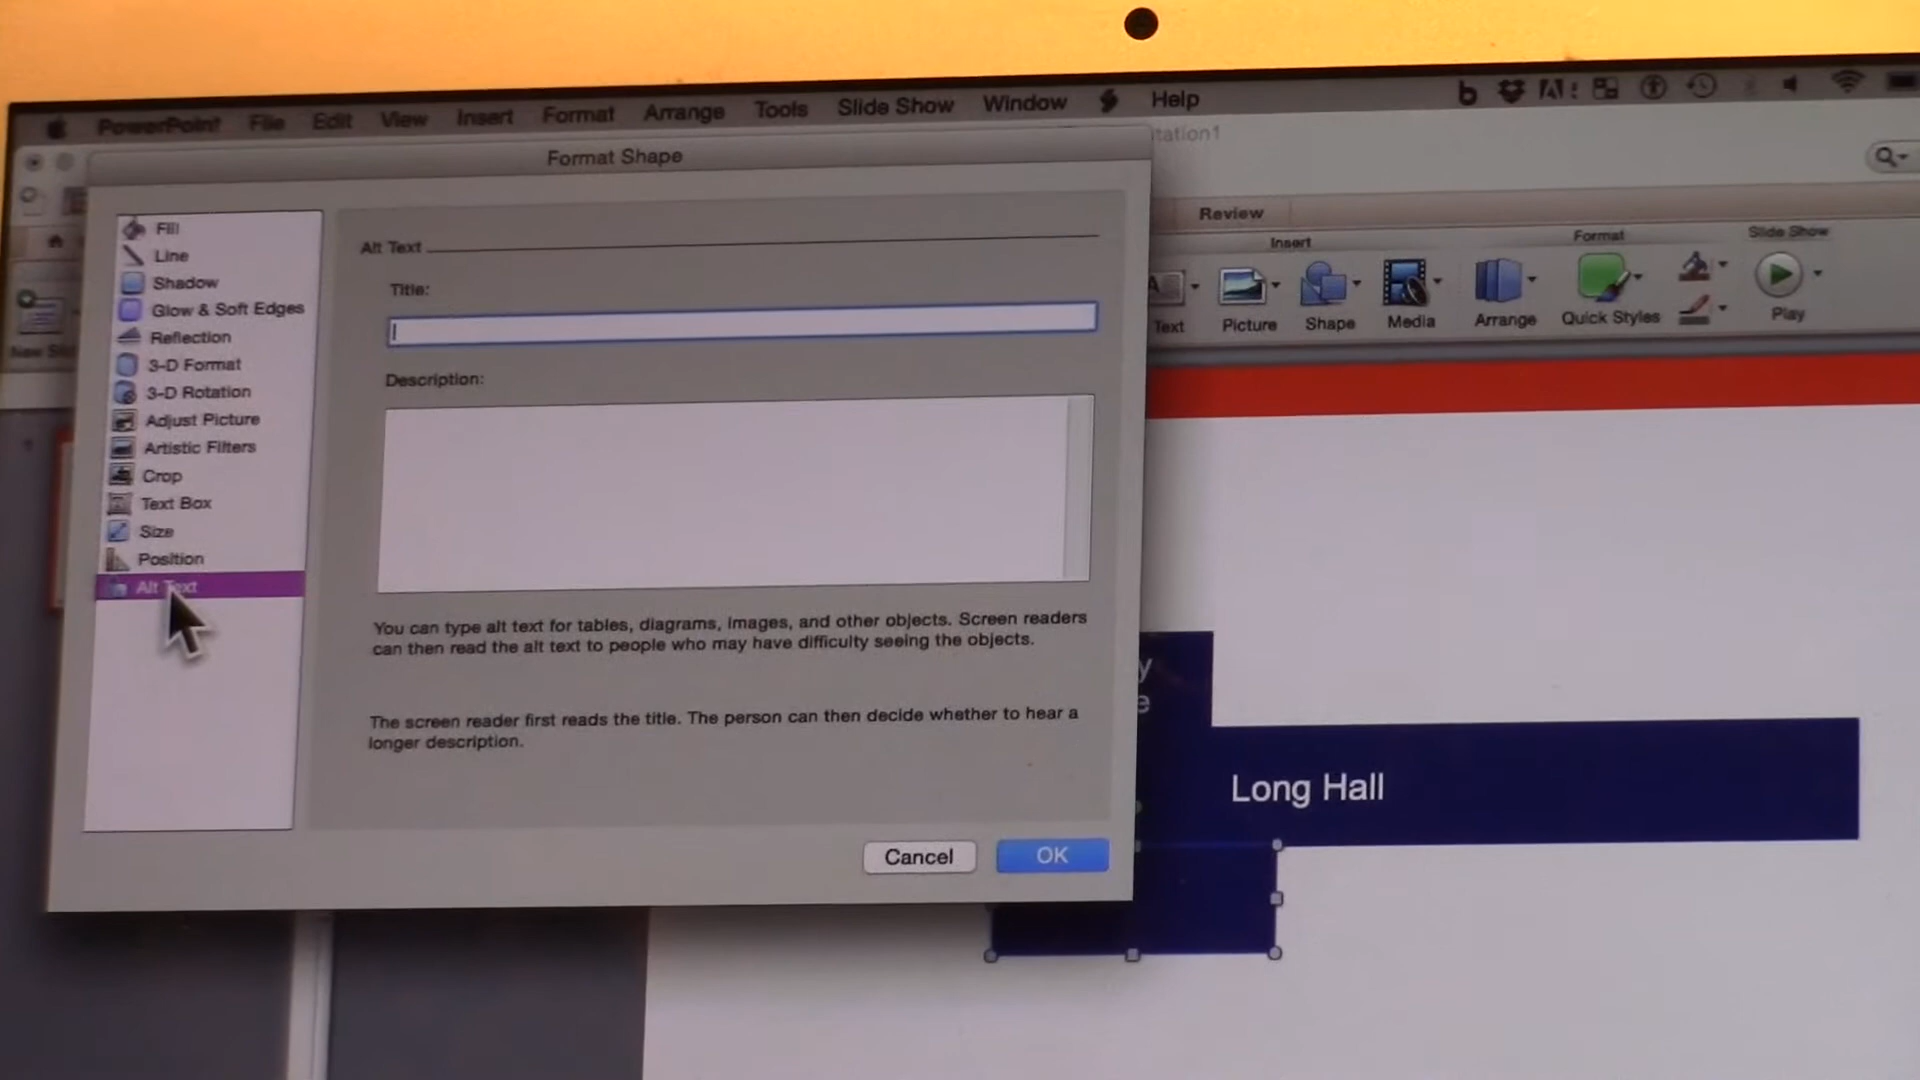 PowerPoint File Edit View Insert Format Arrange Tools Slide Show Window Help
tation1
Format Shape
Review
Insert
Format
Slide Show
Fill
Line
Shadow
Glow & Soft Edges
Reflection
3-D Format
3-D Rotation
Adjust Picture
Artistic Filters
Crop
Text Box
Size
Position
Alt Text
Alt Text
Title:
Description:
You can type alt text for tables, diagrams, images, and other objects. Screen readers
can then read the alt text to people who may have difficulty seeing the objects.
The screen reader first reads the title. The person can then decide whether to hear a
longer description.
Cancel
OK
Text
Picture
Shape
Media
Arrange
Quick Styles
Play
y
e
Long Hall